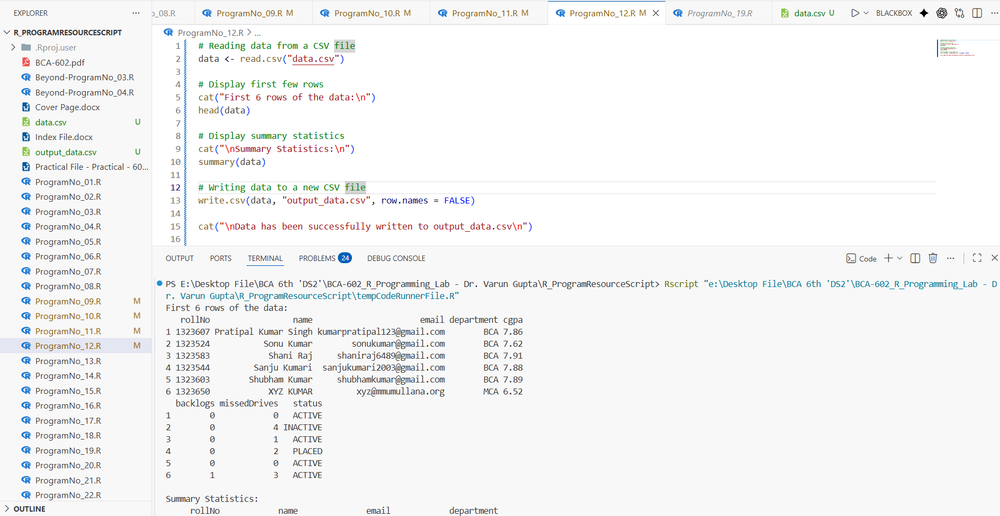 EXPLORER
R_PROGRAMRESOURCESCRIPT
.Rproj.user
BCA-602.pdf
Beyond-ProgramNo_03.R
Beyond-ProgramNo_04.R
Cover Page.docx
data.csv U
Index File.docx
output_data.csv U
Practical File - Practical - 60...
ProgramNo_01.R
ProgramNo_02.R
ProgramNo_03.R
ProgramNo_04.R
ProgramNo_05.R
ProgramNo_06.R
ProgramNo_07.R
ProgramNo_08.R
ProgramNo_09.R M
ProgramNo_10.R M
ProgramNo_11.R M
ProgramNo_12.R M
ProgramNo_13.R
ProgramNo_14.R
ProgramNo_15.R
ProgramNo_16.R
ProgramNo_17.R
ProgramNo_18.R
ProgramNo_19.R
ProgramNo_20.R
ProgramNo_21.R
ProgramNo_22.R
OUTLINE
_08.R ProgramNo_09.R M ProgramNo_10.R M ProgramNo_11.R M ProgramNo_12.R M ProgramNo_19.R data.csv U BLACKBOX
ProgramNo_12.R > ...
1 # Reading data from a CSV file
2 data <- read.csv("data.csv")
3
4 # Display first few rows
5 cat("First 6 rows of the data:\n")
6 head(data)
7
8 # Display summary statistics
9 cat("\nSummary Statistics:\n")
10 summary(data)
11
12 # Writing data to a new CSV file
13 write.csv(data, "output_data.csv", row.names = FALSE)
14
15 cat("\nData has been successfully written to output_data.csv\n")
16
OUTPUT PORTS TERMINAL PROBLEMS 24 DEBUG CONSOLE Code
PS E:\Desktop File\BCA 6th 'DS2'\BCA-602_R_Programming_Lab - Dr. Varun Gupta\R_ProgramResourceScript> Rscript "e:\Desktop File\BCA 6th 'DS2'\BCA-602_R_Programming_Lab - D
r. Varun Gupta\R_ProgramResourceScript\tempCodeRunnerFile.R"
First 6 rows of the data:
rollNo name email department cgpa
1 1323607 Pratipal Kumar Singh kumarpratipal123@gmail.com BCA 7.86
2 1323524 Sonu Kumar sonukumar@gmail.com BCA 7.62
3 1323583 Shani Raj shaniraj6489@gmail.com BCA 7.91
4 1323544 Sanju Kumari sanjukumari2003@gmail.com BCA 7.88
5 1323603 Shubham Kumar shubhamkumar@gmail.com BCA 7.89
6 1323650 XYZ KUMAR xyz@mmumullana.org MCA 6.52
backlogs missedDrives status
1 0 0 ACTIVE
2 0 4 INACTIVE
3 0 1 ACTIVE
4 0 2 PLACED
5 0 0 ACTIVE
6 1 3 ACTIVE
Summary Statistics:
rollNo name email department